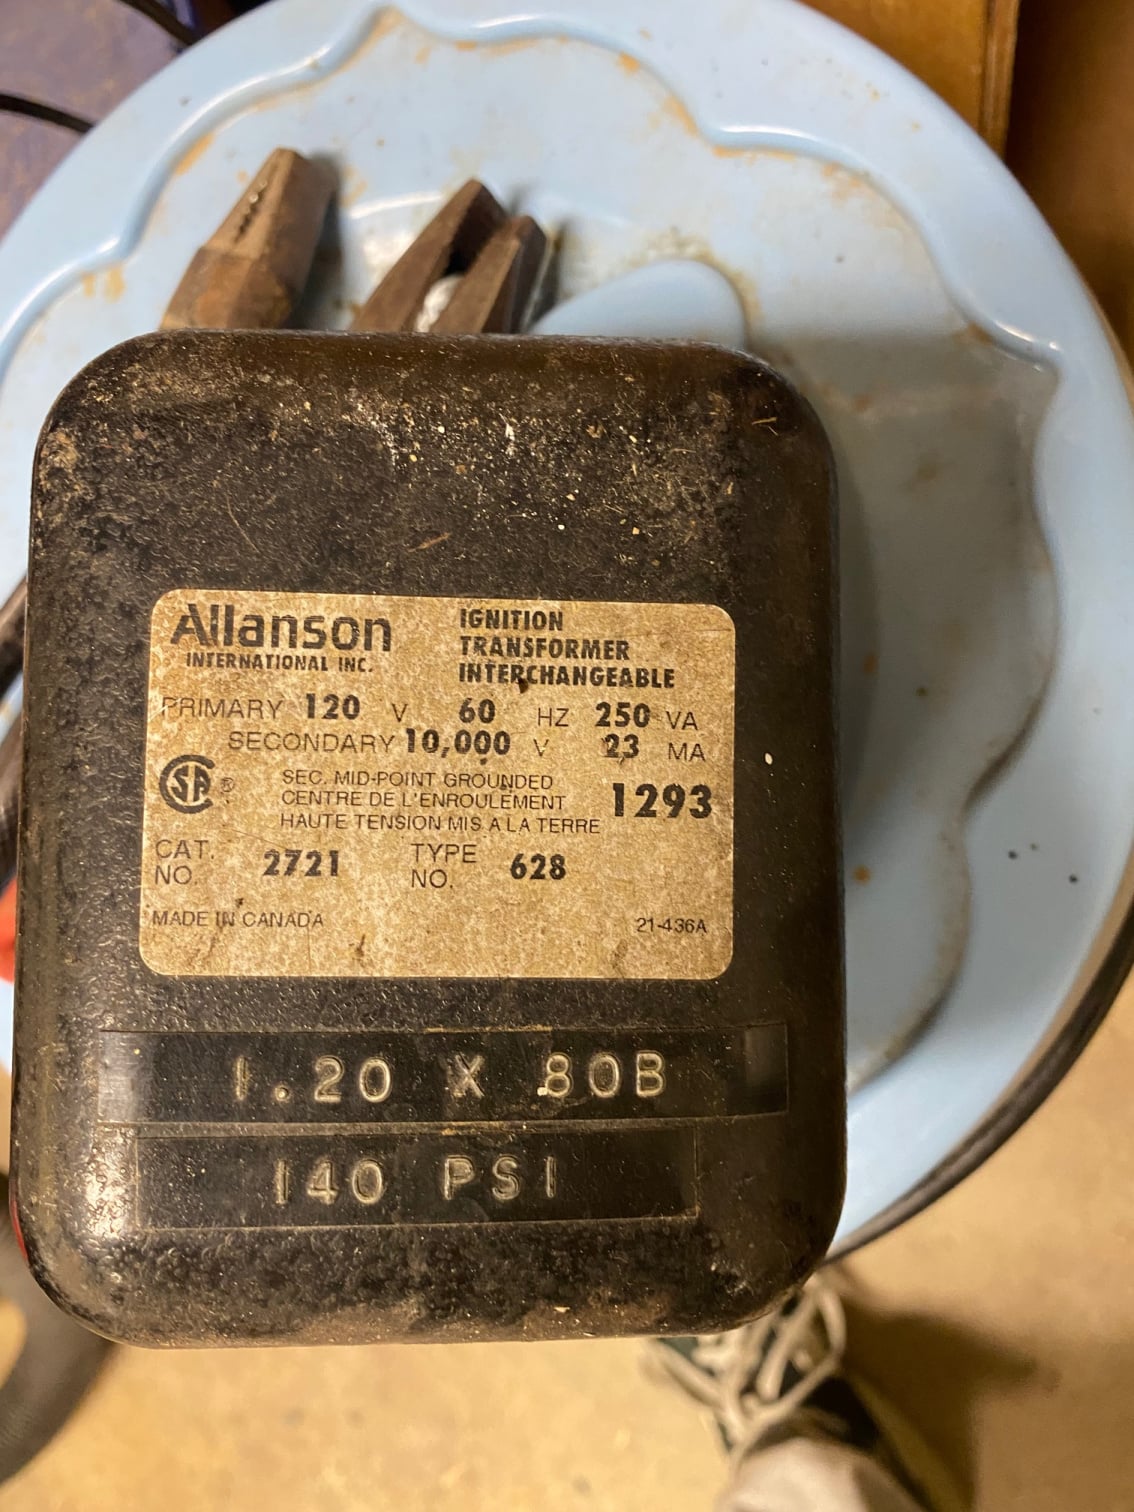 Allanson
INTERNATIONAL INC.
IGNITION
TRANSFORMER
INTERCHANGEABLE
PRIMARY 120 V 60 HZ 250 VA
SECONDARY 10,000 V 23 MA
CSA ®
SEC. MID-POINT GROUNDED
CENTRE DE L'ENROULEMENT
HAUTE TENSION MIS A LA TERRE
1293
CAT. NO. 2721
TYPE NO. 628
MADE IN CANADA
21-436A
1.20 X 80B
140 PSI